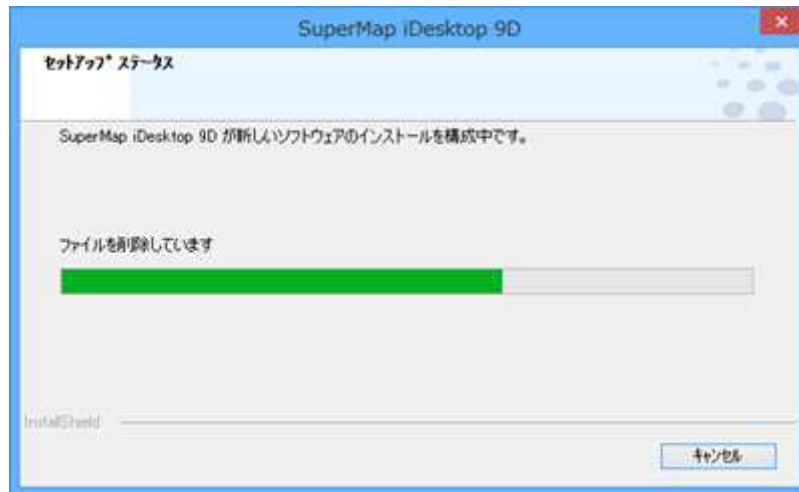 SuperMap iDesktop 9D
ｾｯﾄｱｯﾌﾟ ｽﾃｰﾀｽ
SuperMap iDesktop 9D が新しいソフトウェアのインストールを構成中です。
ファイルを削除しています
InstallShield
ｷｬﾝｾﾙ